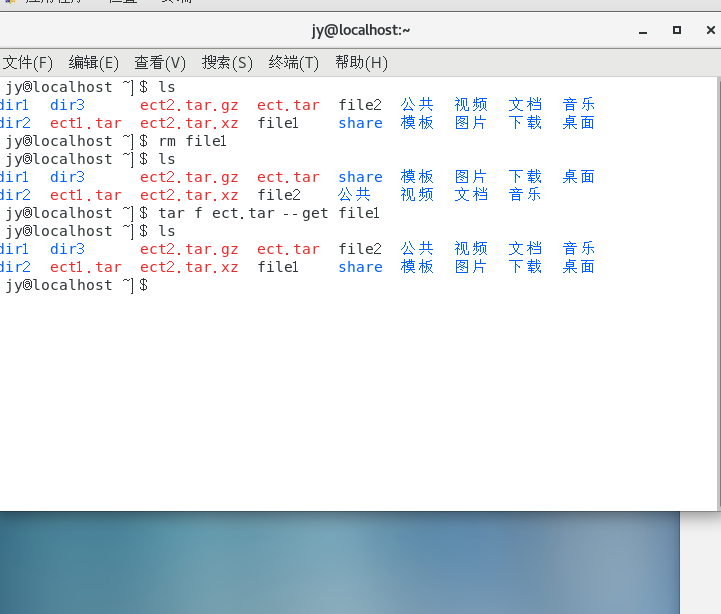 jy@localhost:~
文件(F) 编辑(E) 查看(V) 搜索(S) 终端(T) 帮助(H)
jy@localhost ~]$ ls
dir1 dir3 ect2.tar.gz ect.tar file2 公共 视频 文档 音乐
dir2 ect1.tar ect2.tar.xz file1 share 模板 图片 下载 桌面
jy@localhost ~]$ rm file1
jy@localhost ~]$ ls
dir1 dir3 ect2.tar.gz ect.tar share 模板 图片 下载 桌面
dir2 ect1.tar ect2.tar.xz file2 公共 视频 文档 音乐
jy@localhost ~]$ tar f ect.tar --get file1
jy@localhost ~]$ ls
dir1 dir3 ect2.tar.gz ect.tar file2 公共 视频 文档 音乐
dir2 ect1.tar ect2.tar.xz file1 share 模板 图片 下载 桌面
jy@localhost ~]$